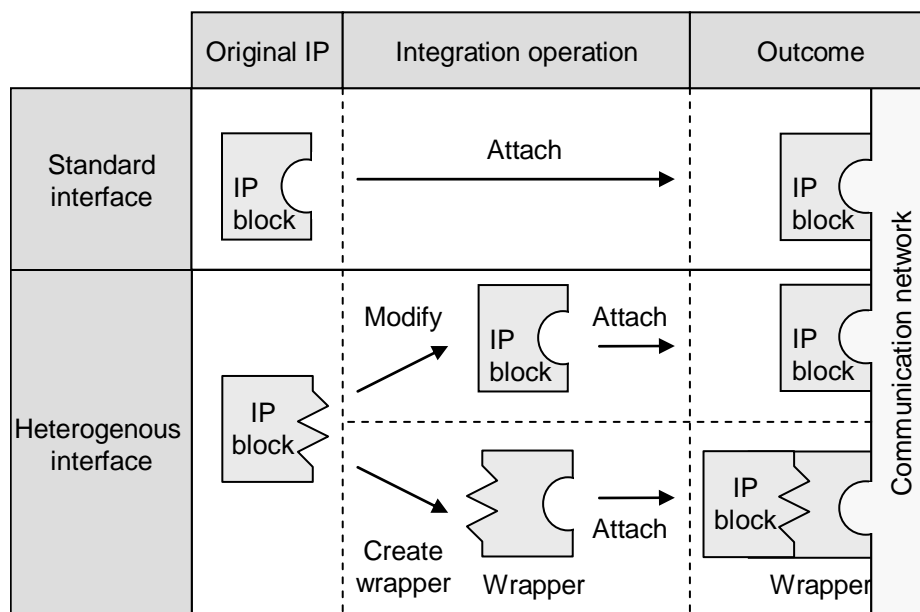 Original IP
Integration operation
Outcome
Standard
interface
IP
block
Attach
IP
block
Communication network
Heterogenous
interface
IP
block
Modify
IP
block
Attach
IP
block
Create
wrapper
Wrapper
Attach
IP
block
Wrapper